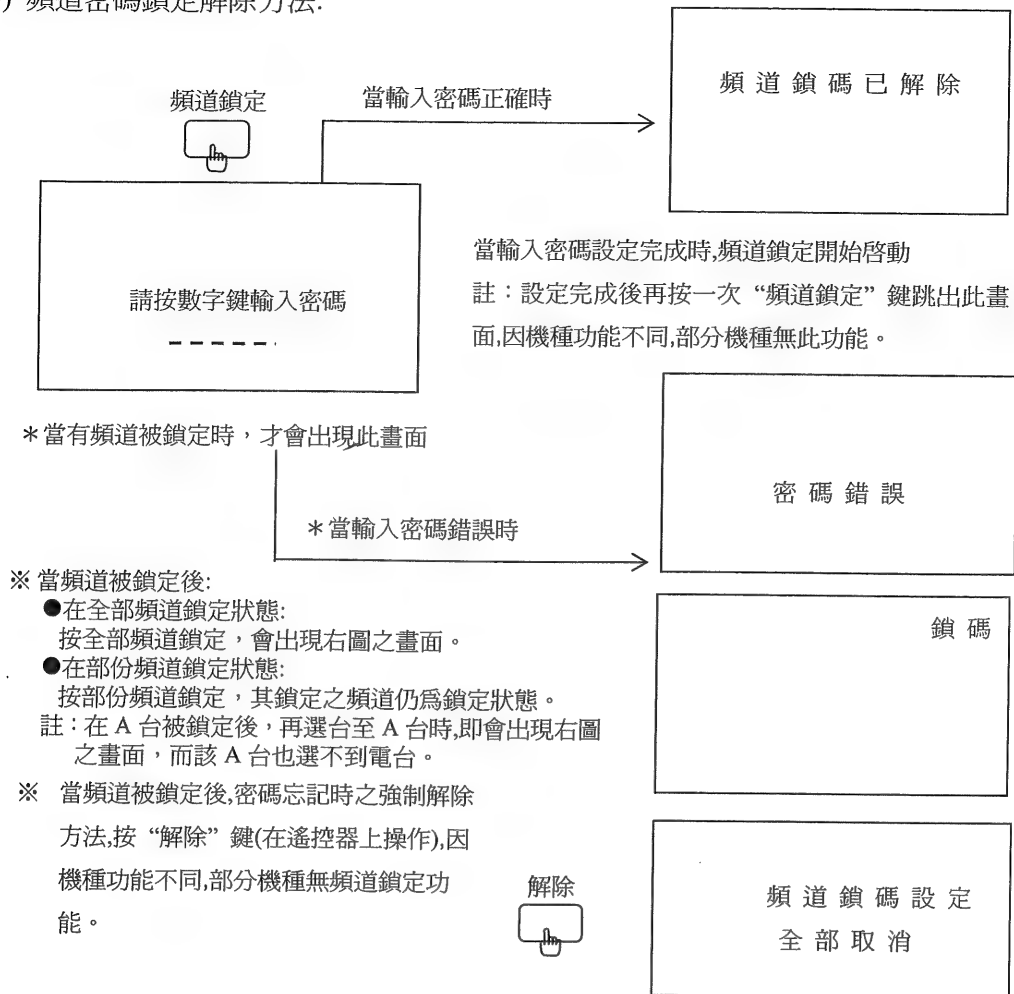 ) 頻道密碼鎖定解除方法:
頻道鎖定
當輸入密碼正確時
頻道鎖碼已解除
請按數字鍵輸入密碼
------
當輸入密碼設定完成時,頻道鎖定開始啓動
註：設定完成後再按一次“頻道鎖定”鍵跳出此畫
面,因機種功能不同,部分機種無此功能。
＊當有頻道被鎖定時，才會出現此畫面
＊當輸入密碼錯誤時
密碼錯誤
※當頻道被鎖定後:
●在全部頻道鎖定狀態:
按全部頻道鎖定，會出現右圖之畫面。
●在部份頻道鎖定狀態:
按部份頻道鎖定，其鎖定之頻道仍爲鎖定狀態。
註：在 A 台被鎖定後，再選台至 A 台時,即會出現右圖
之畫面，而該 A 台也選不到電台。
鎖碼
※ 當頻道被鎖定後,密碼忘記時之強制解除
方法,按“解除”鍵(在遙控器上操作),因
機種功能不同,部分機種無頻道鎖定功
能。
解除
頻道鎖碼設定
全部取消